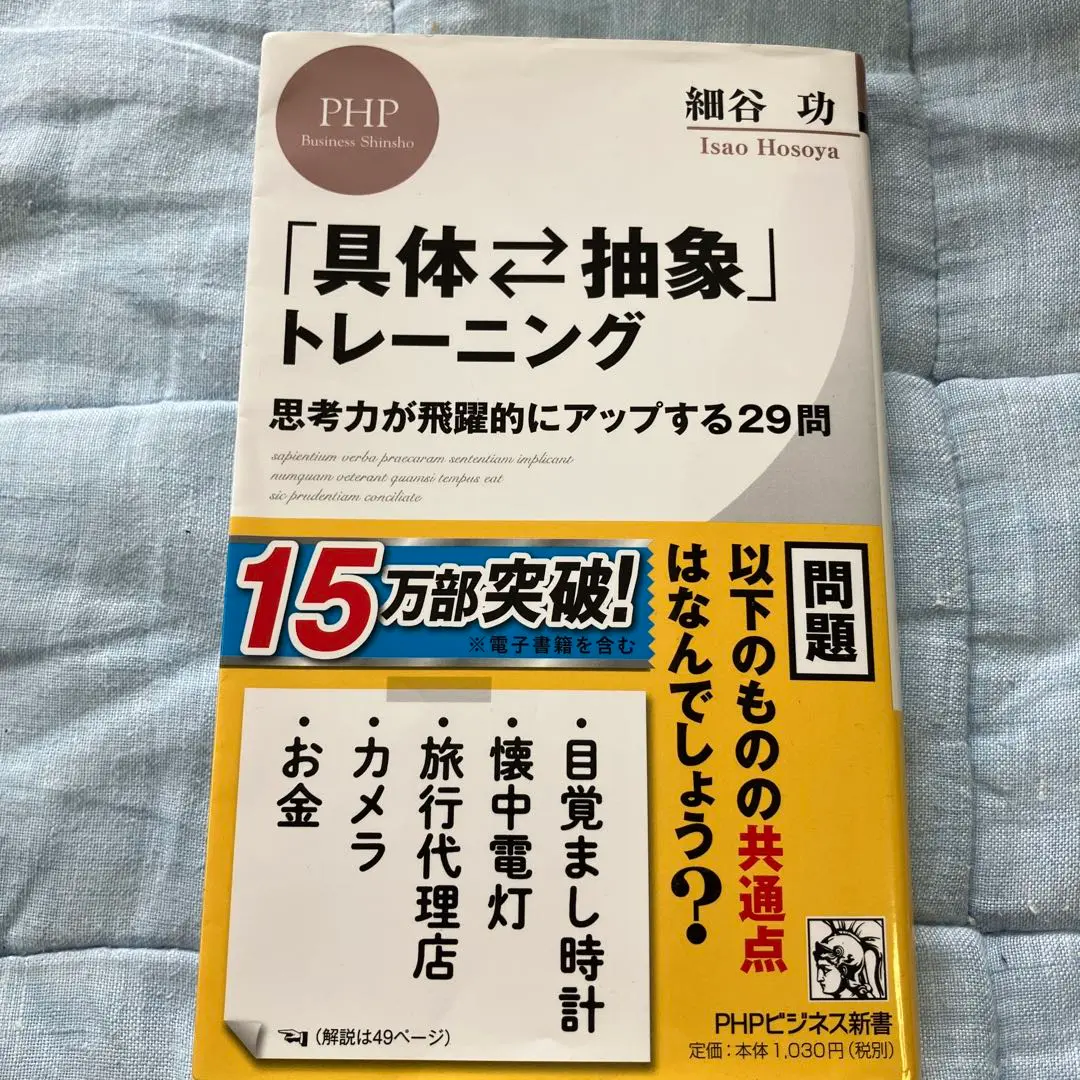 PHP
Business Shinsho
細谷 功
Isao Hosoya
「具体⇄抽象」
トレーニング
思考力が飛躍的にアップする29問
sapientium verba praecaram sententiam implicant
numquam veterant quamsi tempus eat
sic prudentiam conciliate
15万部突破!
※電子書籍を含む
問題
以下のものの共通点
はなんでしょう?
・目覚まし時計
・懐中電灯
・旅行代理店
・カメラ
・お金
(解説は49ページ)
PHPビジネス新書
定価:本体1,030円(税別)